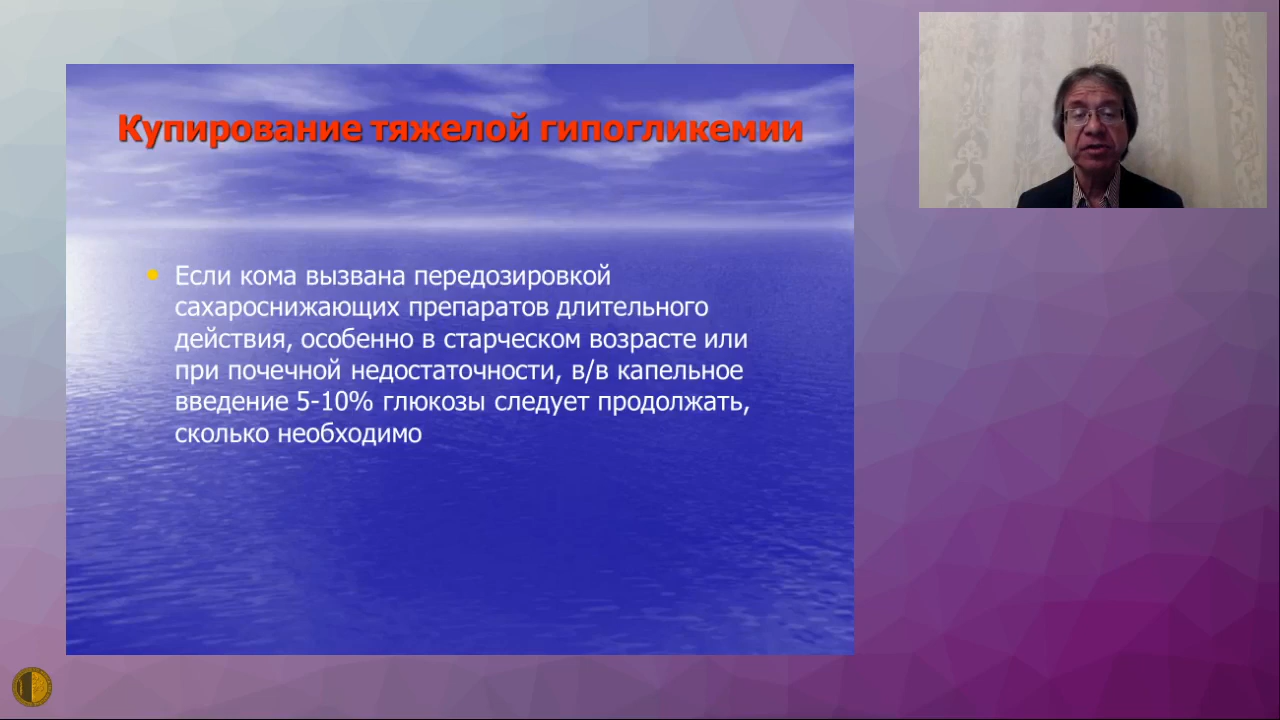 Купирование тяжелой гипогликемии
Если кома вызвана передозировкой
сахароснижающих препаратов длительного
действия, особенно в старческом возрасте или
при почечной недостаточности, в/в капельное
введение 5-10% глюкозы следует продолжать,
сколько необходимо